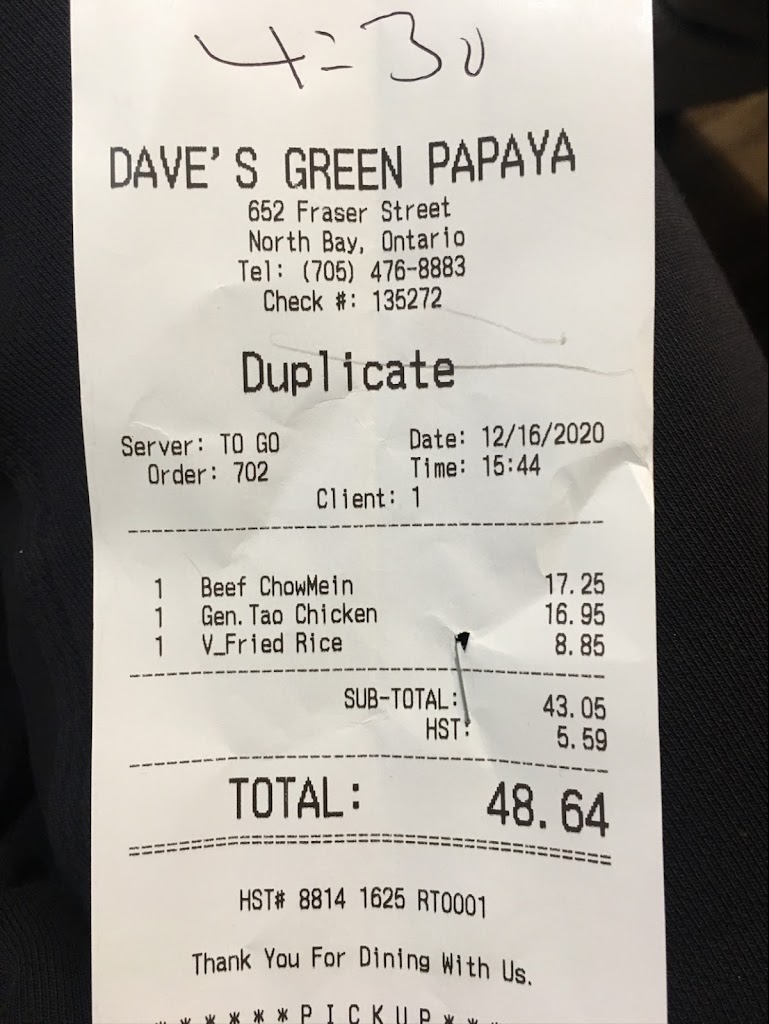 4=30
DAVE'S GREEN PAPAYA
652 Fraser Street
North Bay, Ontario
Tel: (705) 476-8883
Check #: 135272
Duplicate
Server: TO GO Date: 12/16/2020
Order: 702 Time: 15:44
Client: 1
1 Beef ChowMein 17.25
1 Gen. Tao Chicken 16.95
1 V_Fried Rice 8.85
SUB-TOTAL: 43.05
HST: 5.59
TOTAL: 48.64
HST# 8814 1625 RT0001
Thank You For Dining With Us.
* * * * * * P I C K U P * * *